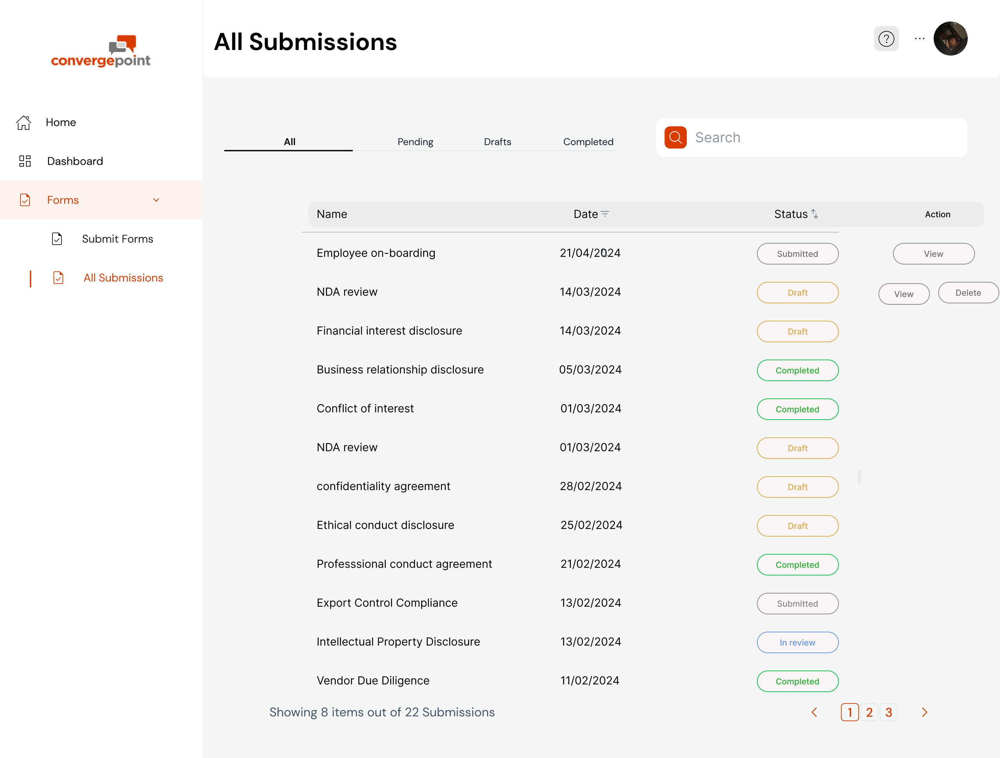 convergepoint
All Submissions
?
...
Home
Dashboard
Forms
Submit Forms
All Submissions
All Pending Drafts Completed
Search
Name Date Status Action
Employee on-boarding 21/04/2024 Submitted View
NDA review 14/03/2024 Draft View Delete
Financial interest disclosure 14/03/2024 Draft
Business relationship disclosure 05/03/2024 Completed
Conflict of interest 01/03/2024 Completed
NDA review 01/03/2024 Draft
confidentiality agreement 28/02/2024 Draft
Ethical conduct disclosure 25/02/2024 Draft
Professsional conduct agreement 21/02/2024 Completed
Export Control Compliance 13/02/2024 Submitted
Intellectual Property Disclosure 13/02/2024 In review
Vendor Due Diligence 11/02/2024 Completed
Showing 8 items out of 22 Submissions
1 2 3